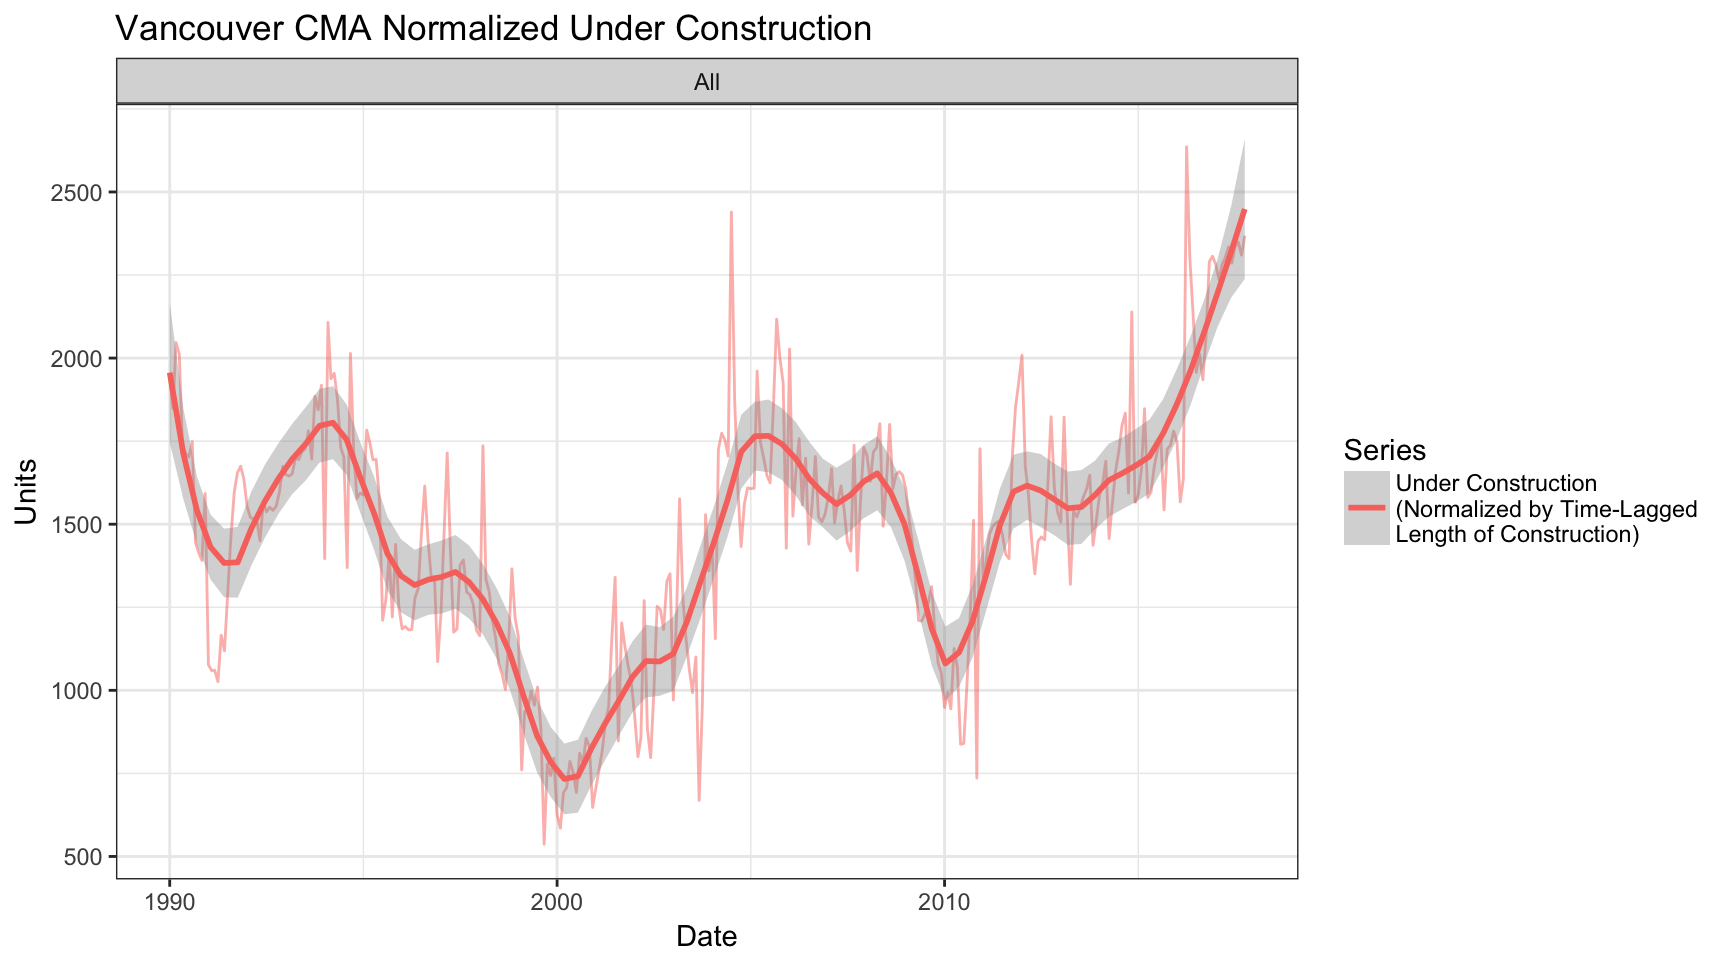 Vancouver CMA Normalized Under Construction
All
2500
2000
1500
1000
500
Units
1990
2000
2010
Date
Series
Under Construction
(Normalized by Time-Lagged
Length of Construction)